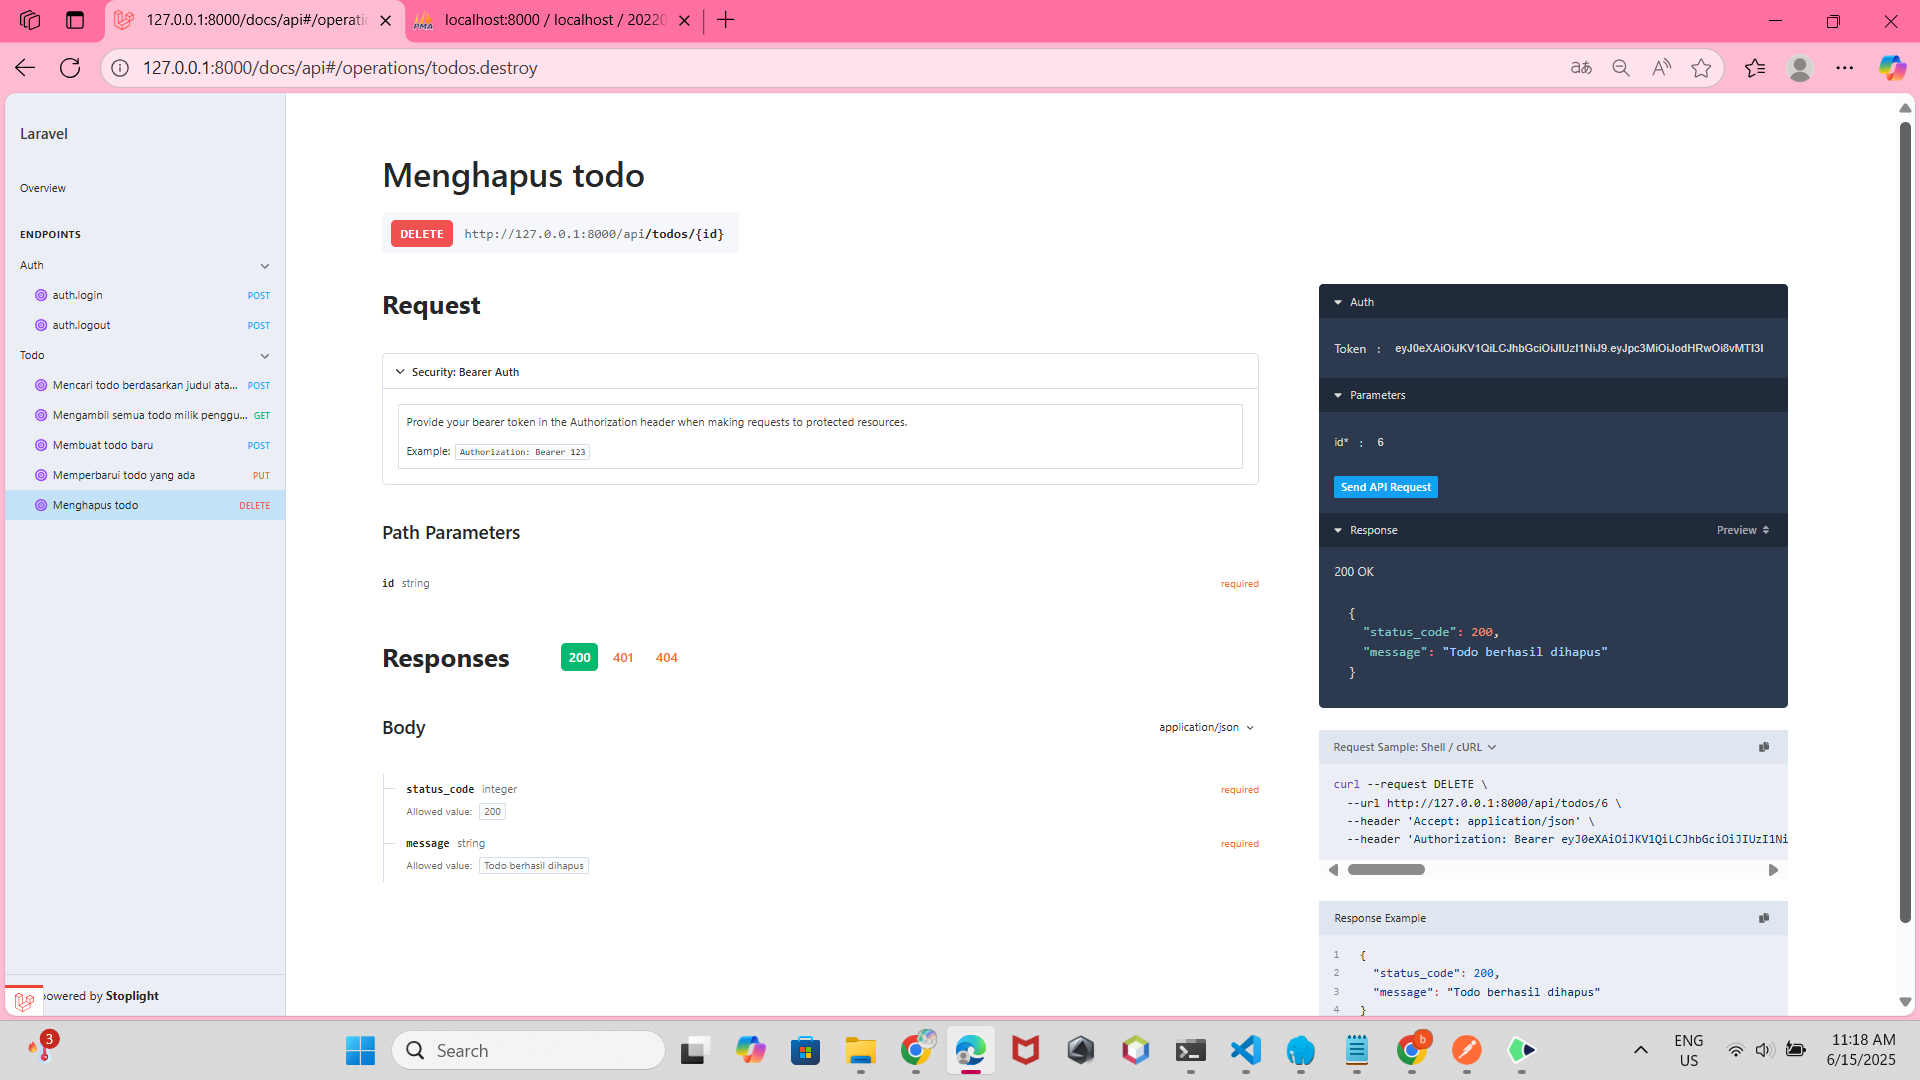 127.0.0.1:8000/docs/api#/operatic
localhost:8000 / localhost / 20220
127.0.0.1:8000/docs/api#/operations/todos.destroy
Laravel
Overview
ENDPOINTS
Auth
auth.login POST
auth.logout POST
Todo
Mencari todo berdasarkan judul ata... POST
Mengambil semua todo milik penggu... GET
Membuat todo baru POST
Memperbarui todo yang ada PUT
Menghapus todo DELETE
powered by Stoplight
Menghapus todo
DELETE http://127.0.0.1:8000/api/todos/{id}
Request
Security: Bearer Auth
Provide your bearer token in the Authorization header when making requests to protected resources.
Example: Authorization: Bearer 123
Path Parameters
id string required
Responses 200 401 404
Body application/json
status_code integer required
Allowed value: 200
message string required
Allowed value: Todo berhasil dihapus
Auth
Token : eyJ0eXAiOiJKV1QiLCJhbGciOiJIUzI1NiJ9.eyJpc3MiOiJodHRwOi8vMTI3I
Parameters
id* : 6
Send API Request
Response Preview
200 OK
{
"status_code": 200,
"message": "Todo berhasil dihapus"
}
Request Sample: Shell / cURL
curl --request DELETE \
--url http://127.0.0.1:8000/api/todos/6 \
--header 'Accept: application/json' \
--header 'Authorization: Bearer eyJ0eXAiOiJKV1QiLCJhbGciOiJIUzI1Ni
Response Example
1 {
2 "status_code": 200,
3 "message": "Todo berhasil dihapus"
4 }
3
Search
ENG
US
11:18 AM
6/15/2025